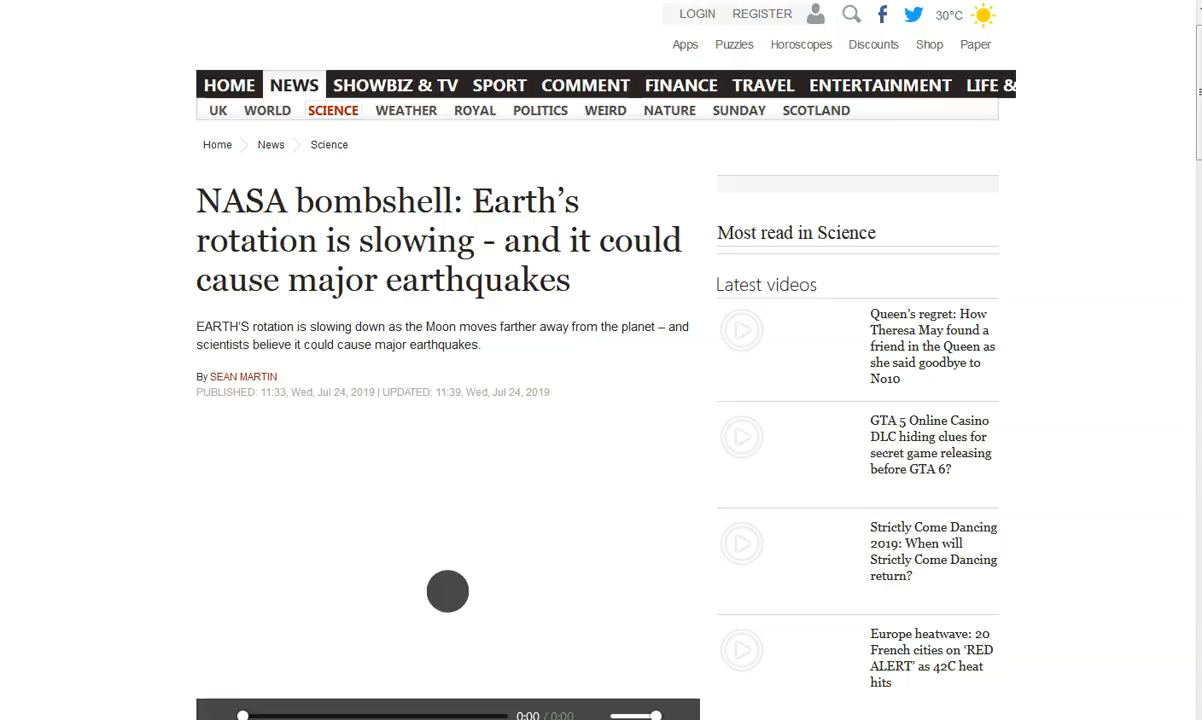 LOGIN REGISTER 30°C
Apps Puzzles Horoscopes Discounts Shop Paper
HOME NEWS SHOWBIZ & TV SPORT COMMENT FINANCE TRAVEL ENTERTAINMENT LIFE &
UK WORLD SCIENCE WEATHER ROYAL POLITICS WEIRD NATURE SUNDAY SCOTLAND
Home News Science
NASA bombshell: Earth’s
rotation is slowing - and it could
cause major earthquakes
EARTH’S rotation is slowing down as the Moon moves farther away from the planet – and
scientists believe it could cause major earthquakes.
By SEAN MARTIN
PUBLISHED: 11:33, Wed, Jul 24, 2019 | UPDATED: 11:39, Wed, Jul 24, 2019
0:00 / 0:00
Most read in Science
Latest videos
Queen’s regret: How
Theresa May found a
friend in the Queen as
she said goodbye to
No10
GTA 5 Online Casino
DLC hiding clues for
secret game releasing
before GTA 6?
Strictly Come Dancing
2019: When will
Strictly Come Dancing
return?
Europe heatwave: 20
French cities on ‘RED
ALERT’ as 42C heat
hits